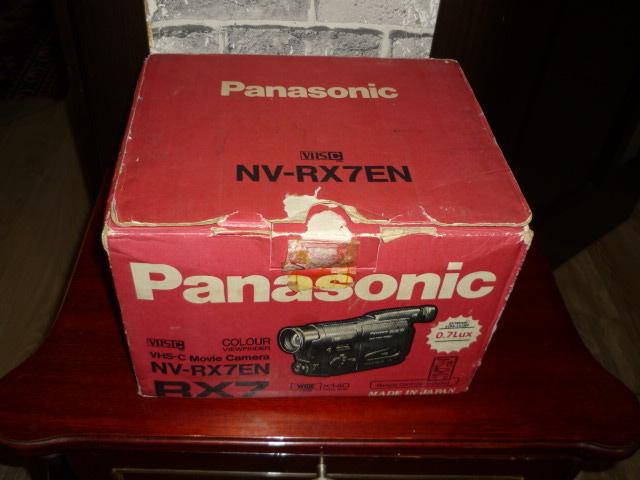 Panasonic
VHS C
NV-RX7EN
Panasonic
VHS C
COLOUR
VIEWFINDER
VHS-C Movie Camera
NV-RX7EN
RX7
WIDE
×140
0.7Lux
MADE IN JAPAN